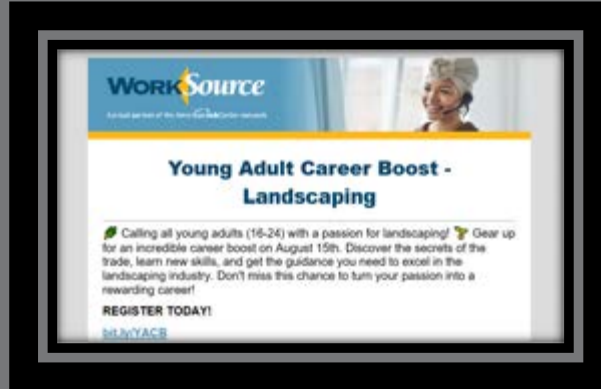 WorkSource
Young Adult Career Boost -
Landscaping
Calling all young adults (16-24) with a passion for landscaping! Gear up
for an incredible career boost on August 15th. Discover the secrets of the
trade, learn new skills, and get the guidance you need to excel in the
landscaping industry. Don't miss this chance to turn your passion into a
rewarding career!
REGISTER TODAY!
bit.ly/YACB